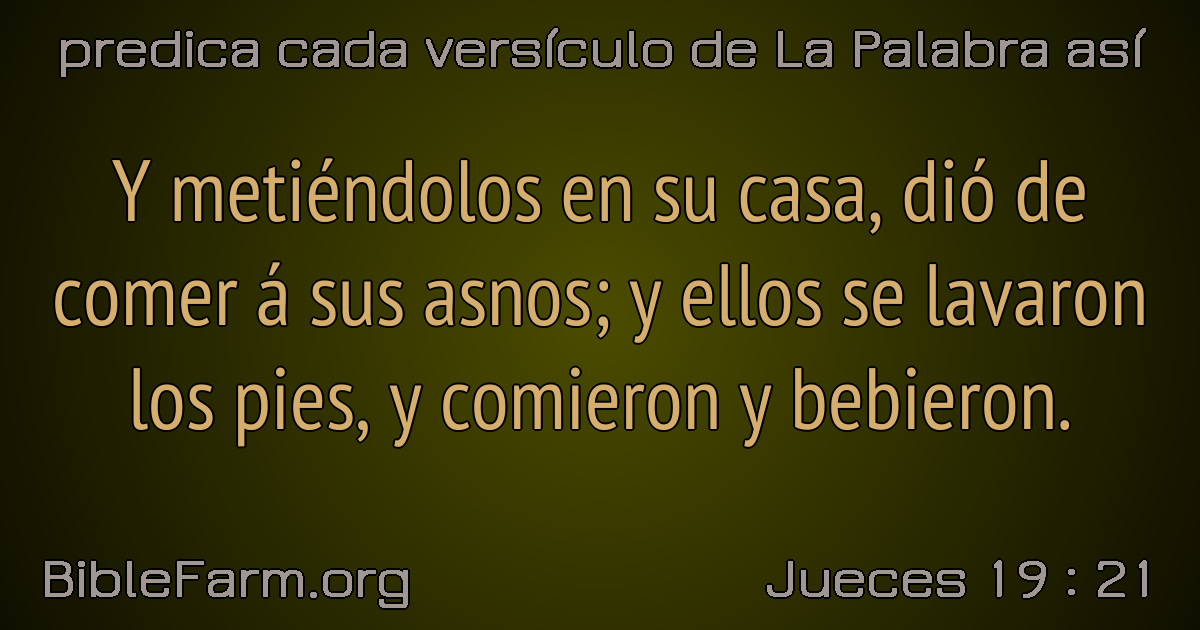 predica cada versículo de La Palabra así
Y metiéndolos en su casa, dió de
comer á sus asnos; y ellos se lavaron
los pies, y comieron y bebieron.
BibleFarm.org
Jueces 19 : 21